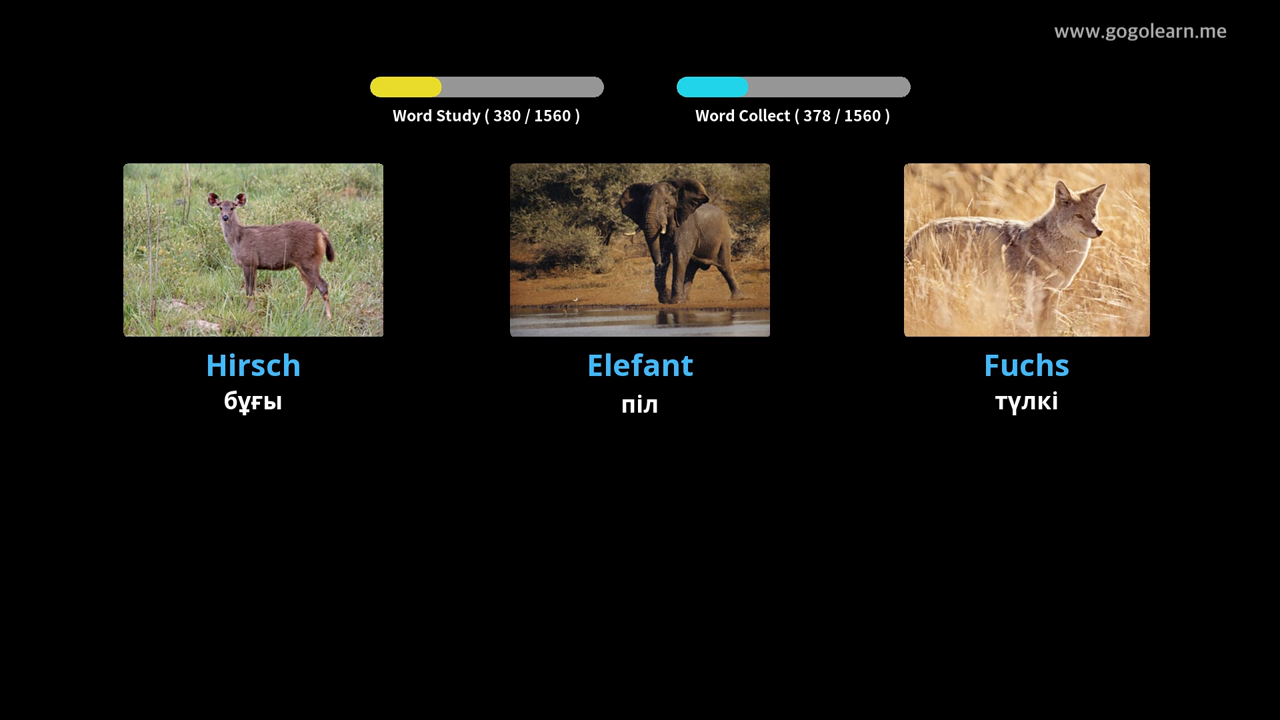 www.gogolearn.me
Word Study ( 380 / 1560 )
Word Collect ( 378 / 1560 )
Hirsch
бұғы
Elefant
піл
Fuchs
түлкі